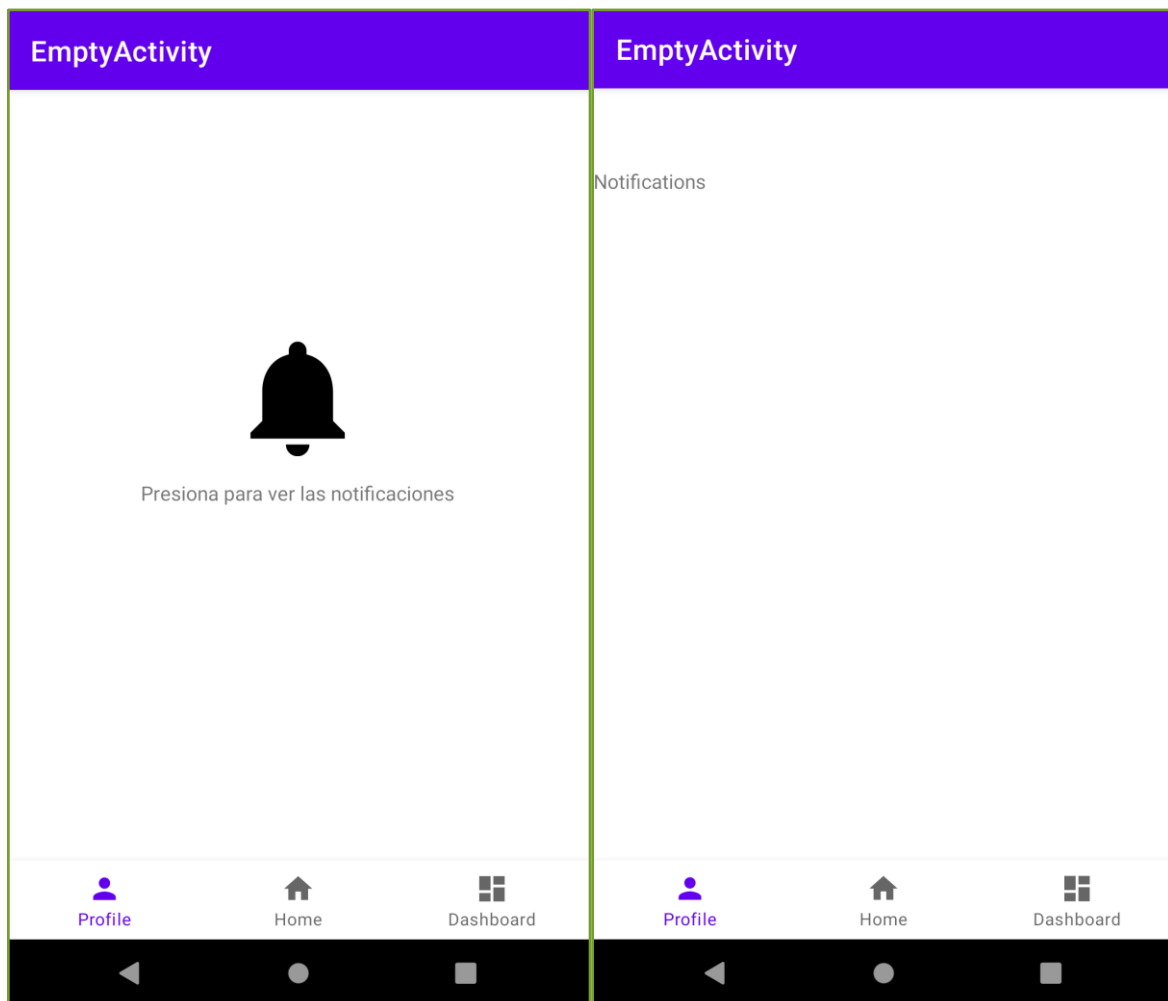 EmptyActivity
Presiona para ver las notificaciones
Profile Home Dashboard
EmptyActivity
Notifications
Profile Home Dashboard